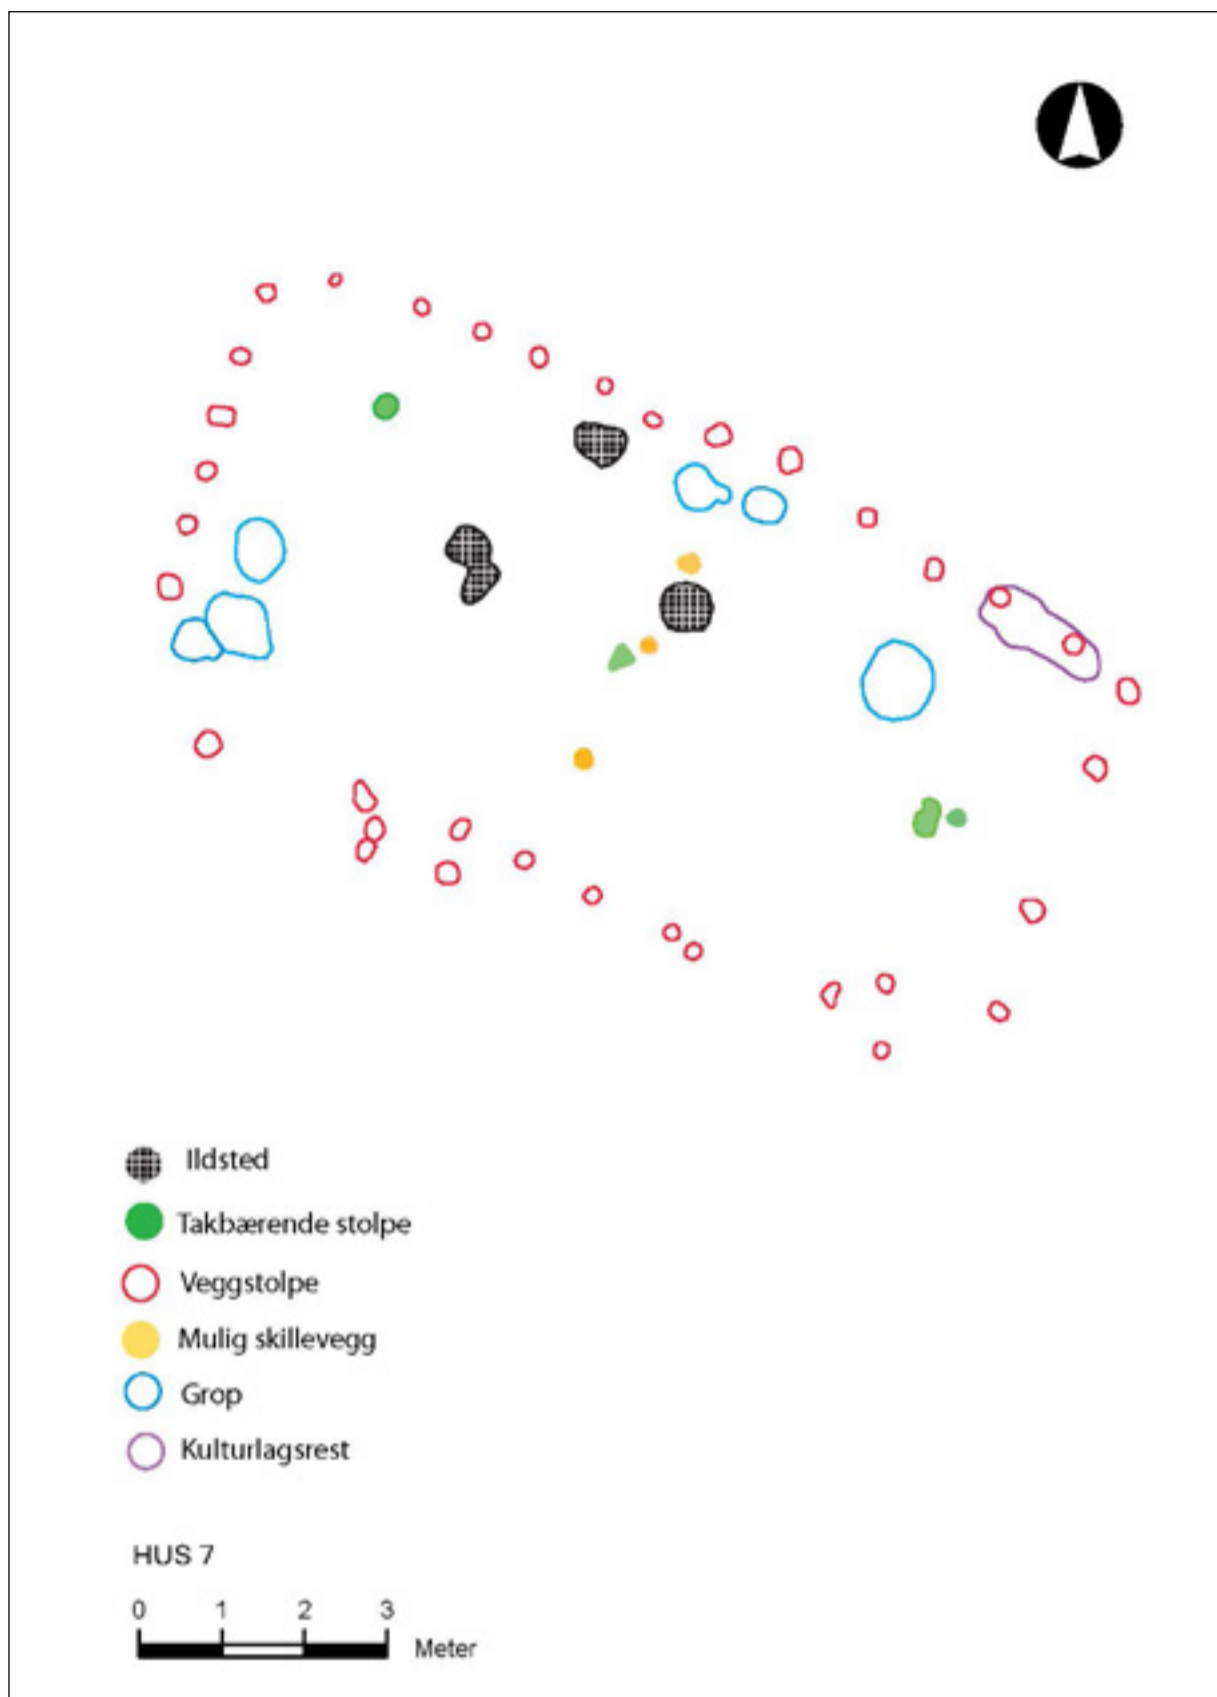 Ildsted
Takbærende stolpe
Veggstolpe
Mulig skillevegg
Grop
Kulturlagsrest
HUS 7
0 1 2 3
Meter